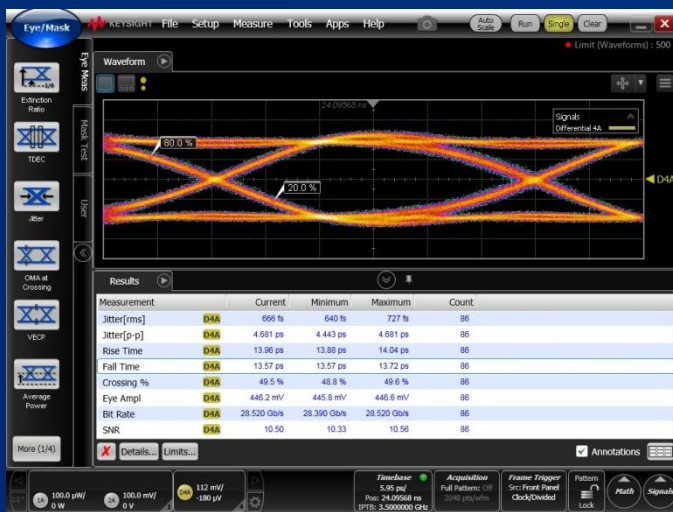 Eye/Mask
KEYSIGHT File Setup Measure Tools Apps Help
Auto Scale Run Single Clear
Limit (Waveforms) : 500
Eye Meas
Mask Test
User
Extinction Ratio
TDEC
Jitter
OMA at Crossing
VECP
Average Power
More (1/4)
Waveform
24.09568 ns
Signals
Differential 4A
80.0 %
20.0 %
D4A
Results
Measurement Current Minimum Maximum Count
Jitter[rms] D4A 666 fs 640 fs 727 fs 86
Jitter[p-p] D4A 4.681 ps 4.443 ps 4.681 ps 86
Rise Time D4A 13.96 ps 13.88 ps 14.04 ps 86
Fall Time D4A 13.57 ps 13.57 ps 13.72 ps 86
Crossing % D4A 49.5 % 48.8 % 49.6 % 86
Eye Ampl D4A 446.2 mV 445.8 mV 446.6 mV 86
Bit Rate D4A 28.520 Gb/s 28.390 Gb/s 28.520 Gb/s 86
SNR D4A 10.50 10.33 10.56 86
Details... Limits... Annotations
1A 100.0 µW/
0 W
2A 100.0 mV/
0 V
D4A 112 mV/
-180 µV
Timebase
5.95 ps/
Pos: 24.09568 ns
IPTB: 3.5000000 GHz
Acquisition
Full Pattern: Off
2048 pts/wfm
Frame Trigger
Src: Front Panel
Clock/Divided
Pattern
Lock
Math
Signals